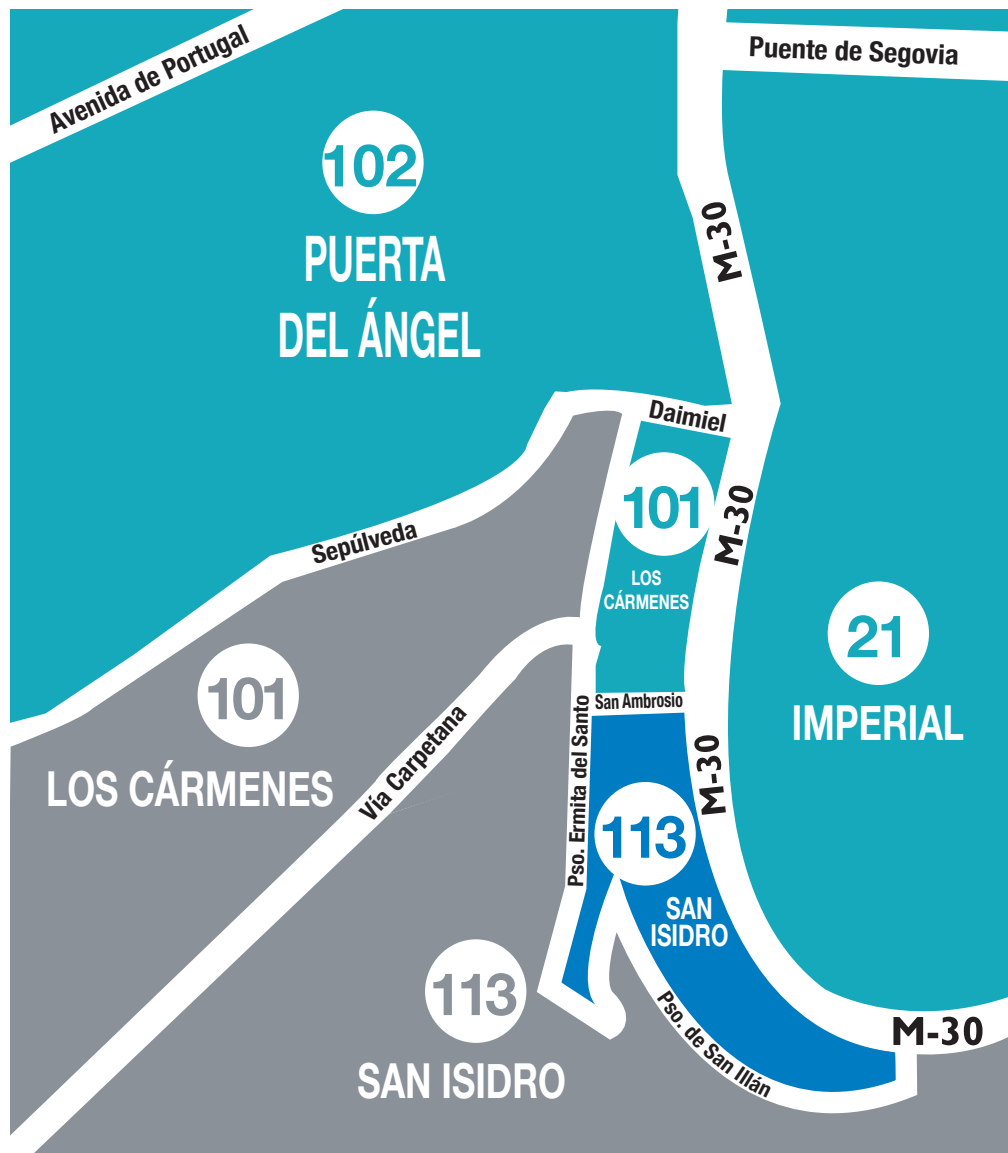 Avenida de Portugal
Puente de Segovia
102
PUERTA
DEL ÁNGEL
M-30
Daimiel
101
M-30
Sepúlveda
LOS
CÁRMENES
21
IMPERIAL
101
LOS CÁRMENES
San Ambrosio
Vía Carpetana
Pso. Ermita del Santo
M-30
113
SAN
ISIDRO
113
SAN ISIDRO
Pso. de San Illán
M-30